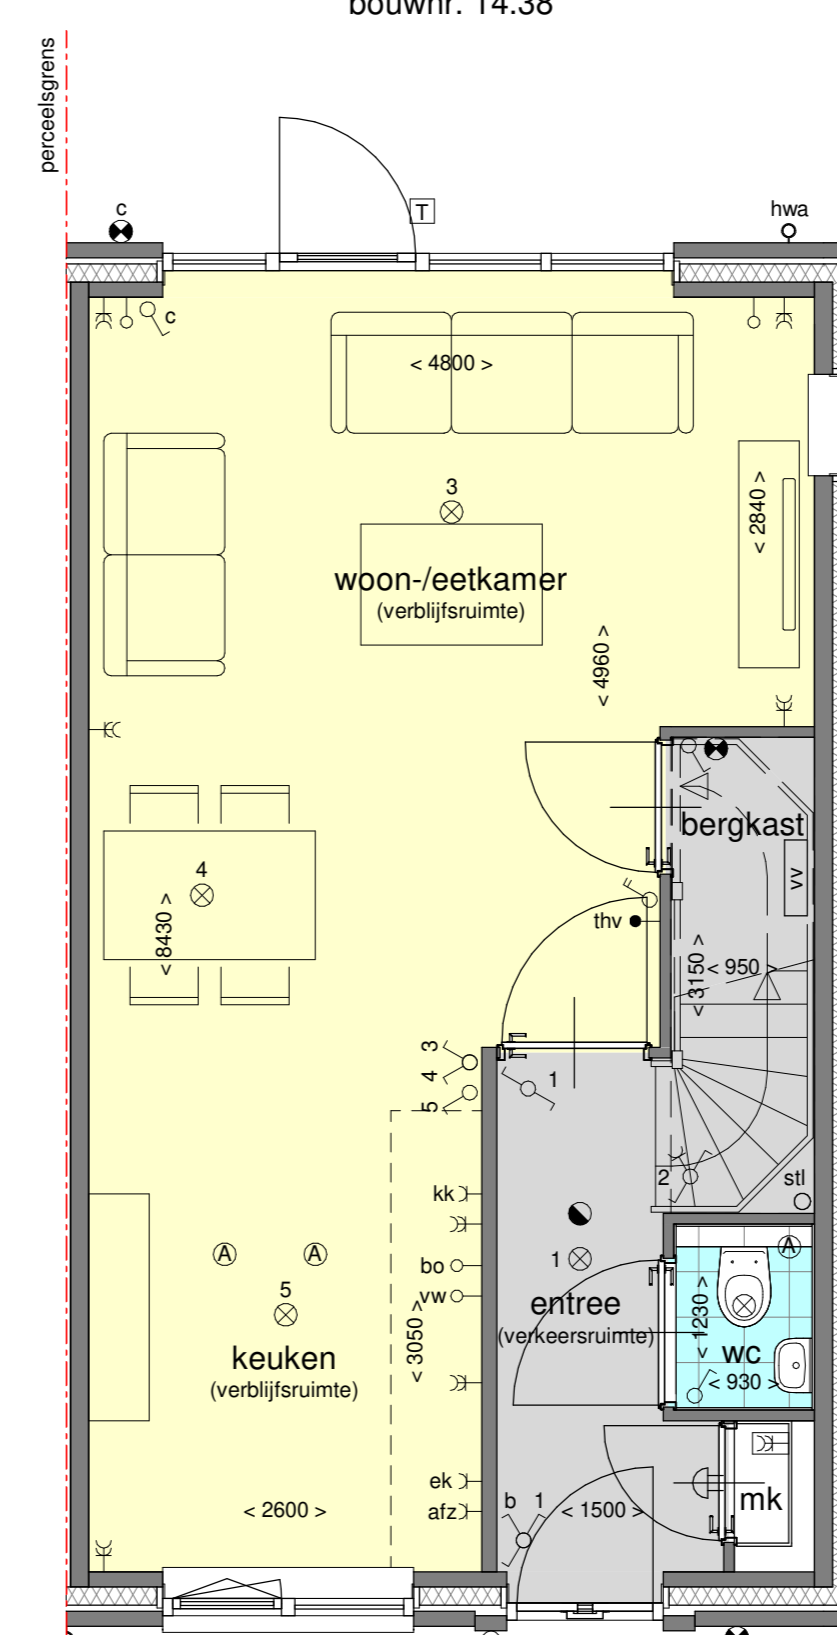 bouwnr. 14.38
perceelsgrens
c
T
hwa
c
< 4800 >
3
< 2840 >
woon-/eetkamer
(verblijfsruimte)
< 4960 >
bergkast
vv
4
< 8430 >
thv
< 3150 >
< 950 >
3
4
5
1
2
stl
kk
A
A
A
bo
1
5
vw
entree
(verkeersruimte)
< 3050 >
< 1230 >
wc
keuken
(verblijfsruimte)
< 930 >
ek
afz
b
1
< 2600 >
< 1500 >
mk